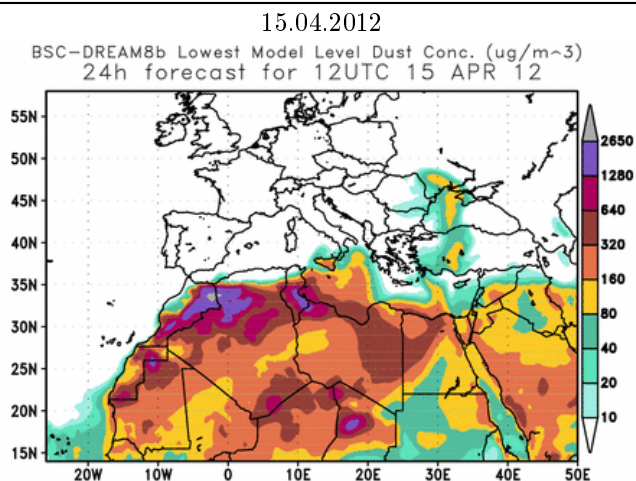 15.04.2012
BSC-DREAM8b Lowest Model Level Dust Conc. (ug/m^3)
24h forecast for 12UTC 15 APR 12
55N
50N
45N
40N
35N
30N
25N
20N
15N
20W
10W
0
10E
20E
30E
40E
50E
2650
1280
640
320
160
80
40
20
10